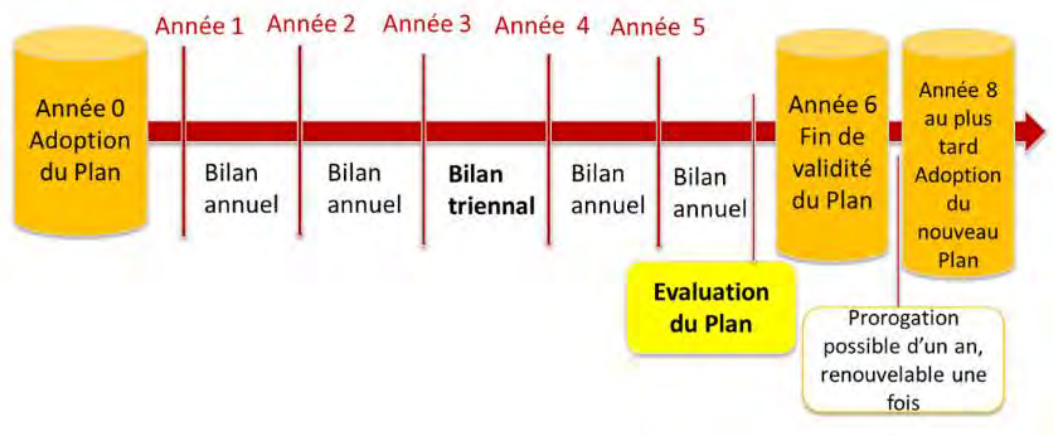 Année 1
Année 2
Année 3
Année 4
Année 5
Année 0
Adoption
du Plan
Bilan
annuel
Bilan
annuel
Bilan
triennal
Bilan
annuel
Bilan
annuel
Evaluation
du Plan
Année 6
Fin de
validité
du Plan
Année 8
au plus
tard
Adoption
du
nouveau
Plan
Prorogation
possible d'un an,
renouvelable une
fois